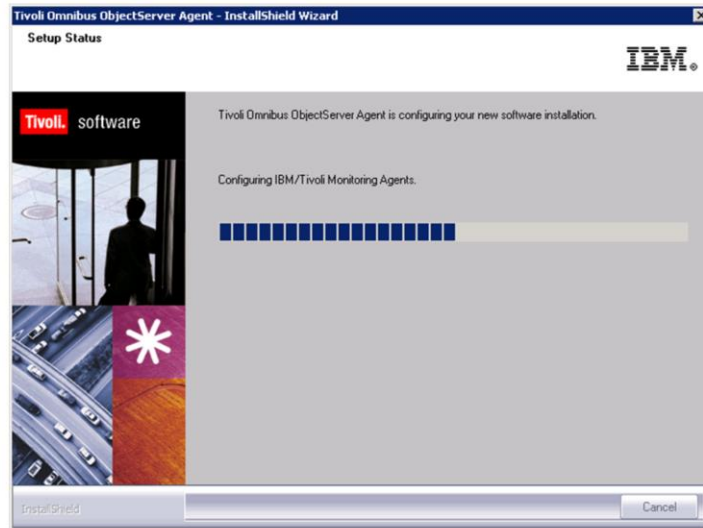 Tivoli Omnibus ObjectServer Agent - InstallShield Wizard
Setup Status
IBM®
Tivoli. software
Tivoli Omnibus ObjectServer Agent is configuring your new software installation.
Configuring IBM/Tivoli Monitoring Agents.
InstallShield
Cancel